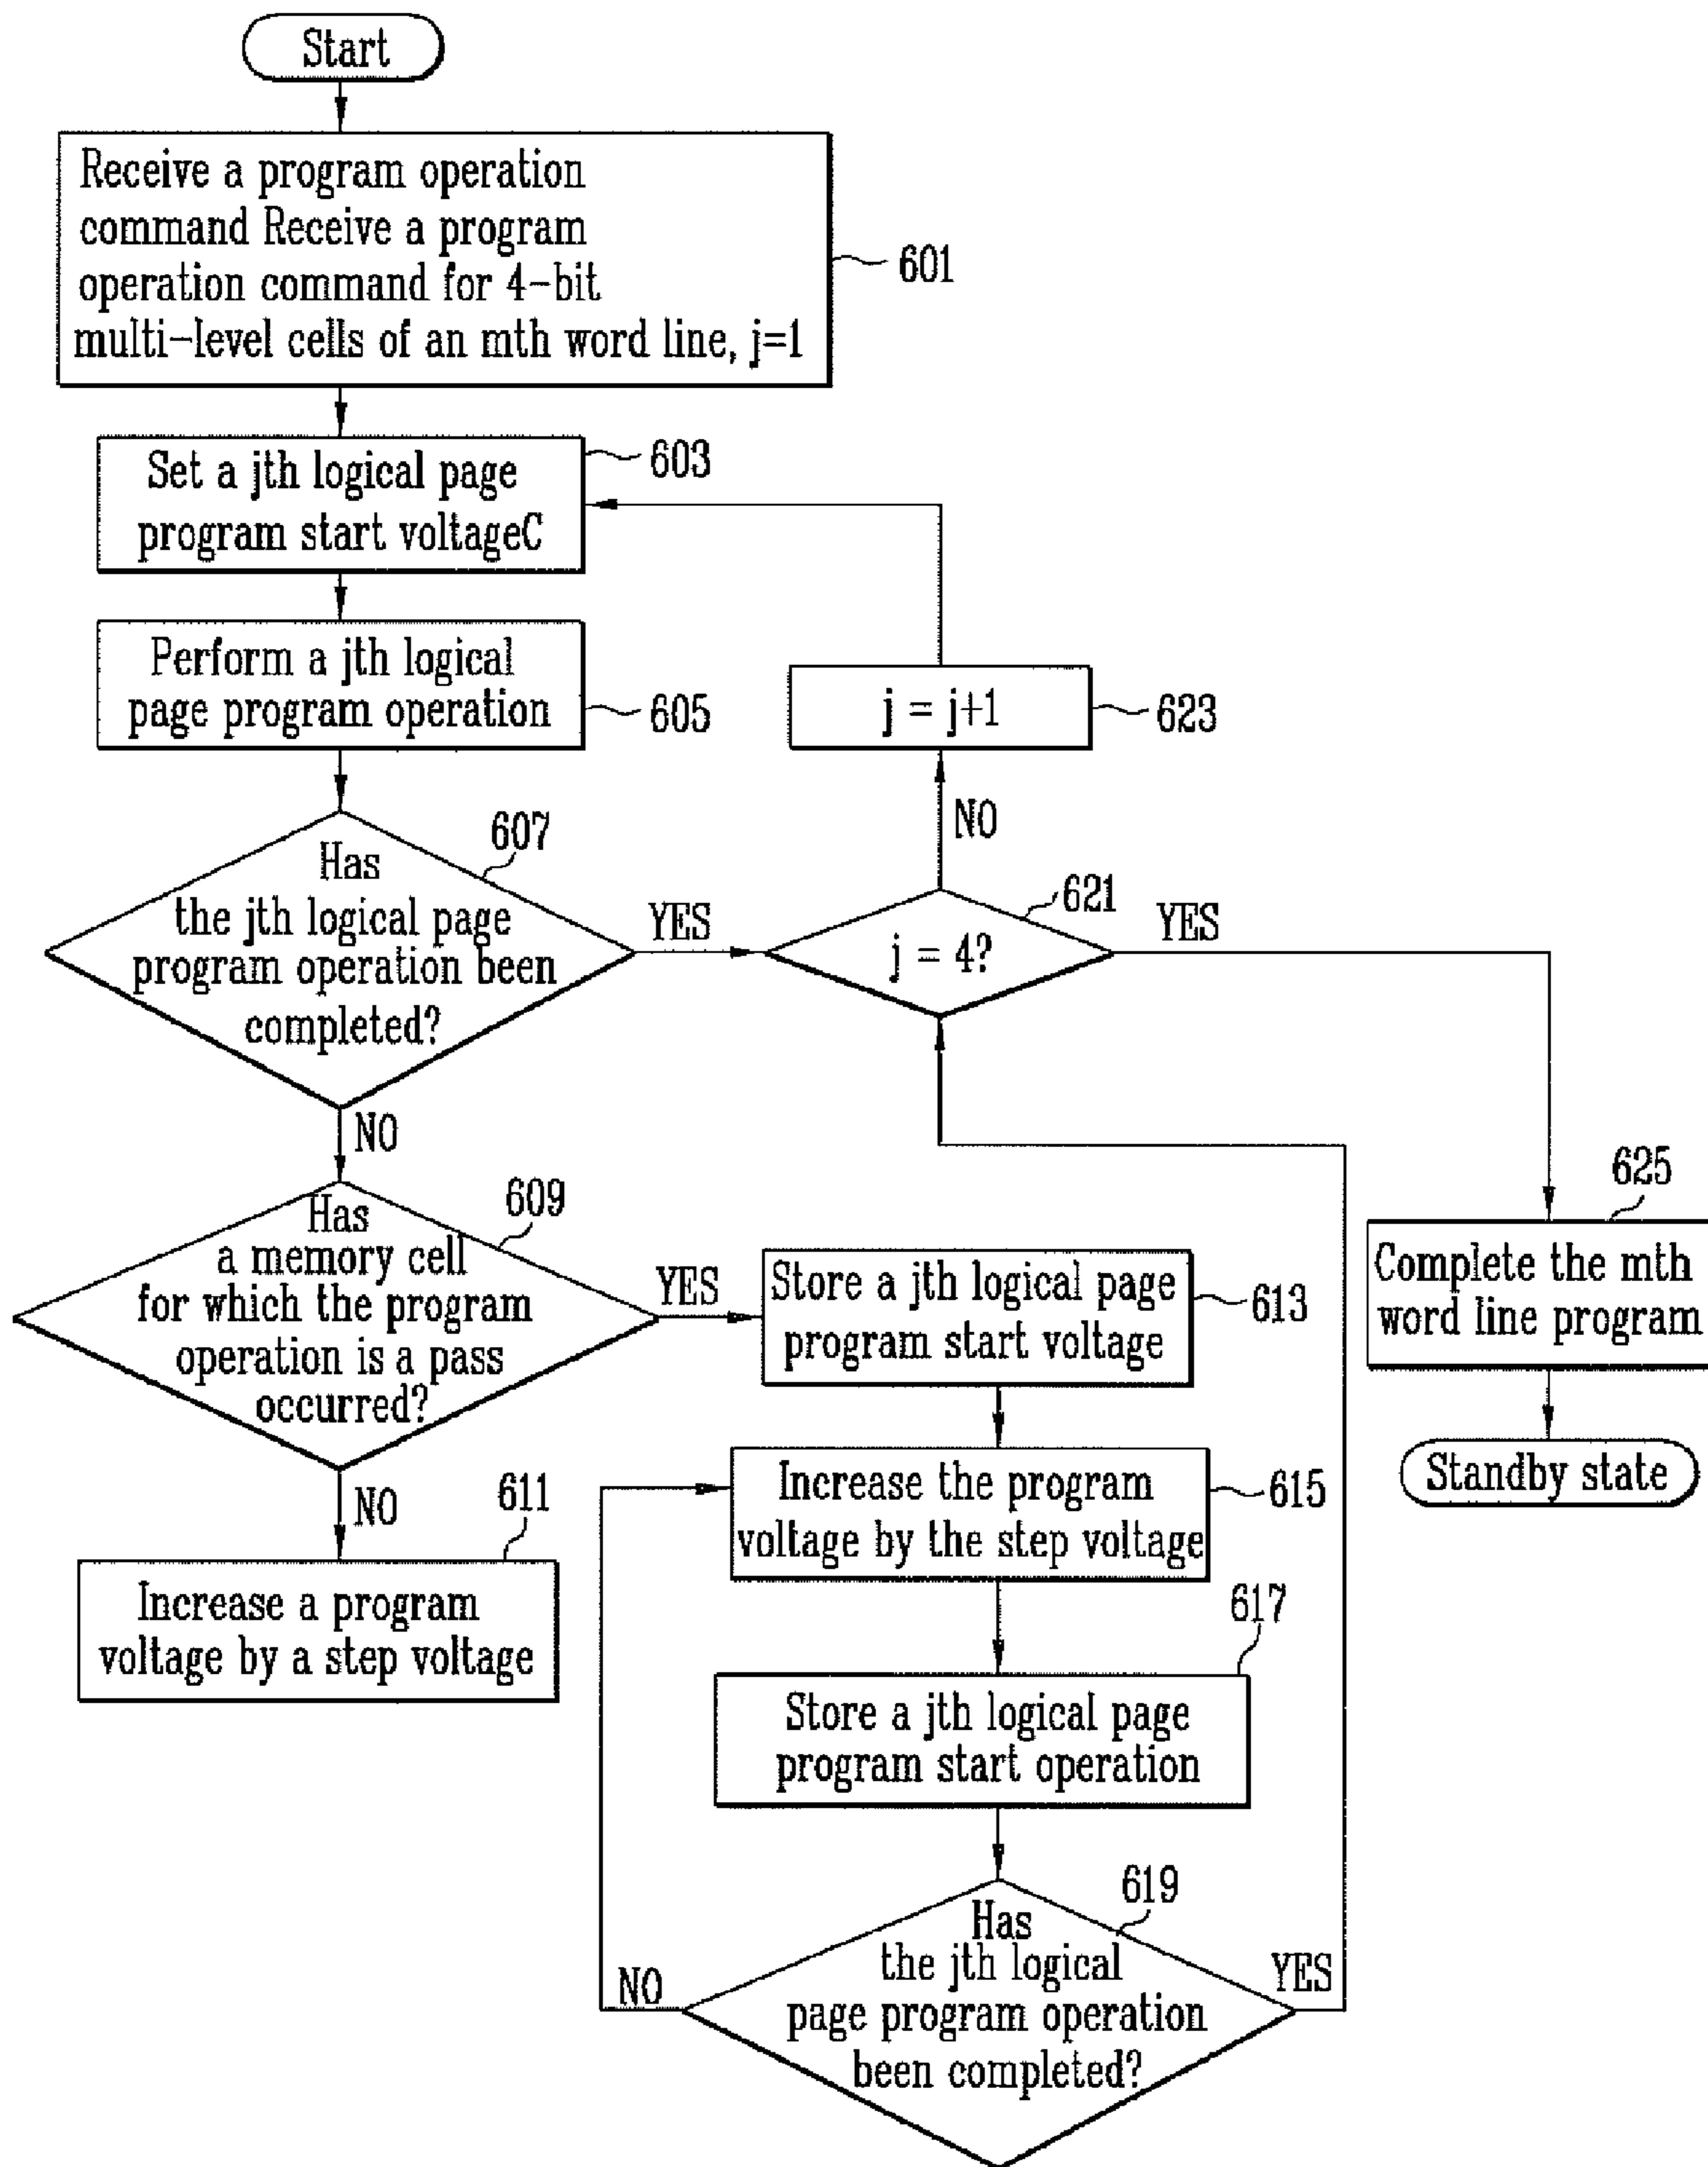 Start
Receive a program operation
command Receive a program
operation command for 4-bit
multi-level cells of an mth word line, j=1
601
Set a jth logical page
program start voltageC
603
Perform a jth logical
page program operation
605
j = j+1
623
NO
Has
the jth logical page
program operation been
completed?
607
YES
j = 4?
621
YES
NO
Has
a memory cell
for which the program
operation is a pass
occurred?
609
YES
Store a jth logical page
program start voltage
613
625
Complete the mth
word line program
Standby state
NO
611
Increase a program
voltage by a step voltage
Increase the program
voltage by the step voltage
615
617
Store a jth logical page
program start operation
619
Has
the jth logical
page program operation
been completed?
NO
YES